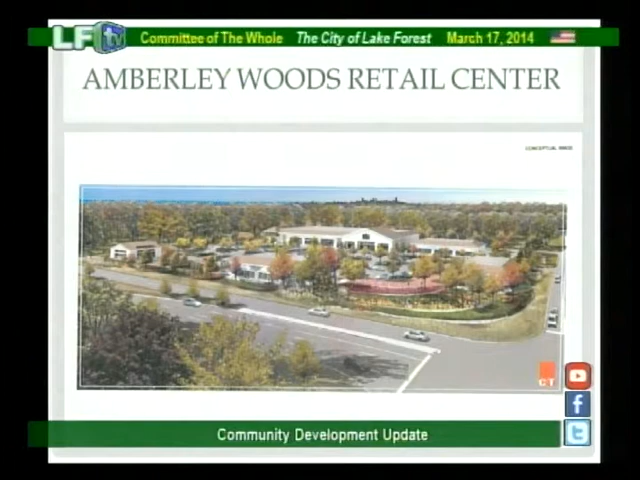 LFtv Committee of The Whole The City of Lake Forest March 17, 2014
AMBERLEY WOODS RETAIL CENTER
CONCEPTUAL IMAGE
CT
Community Development Update